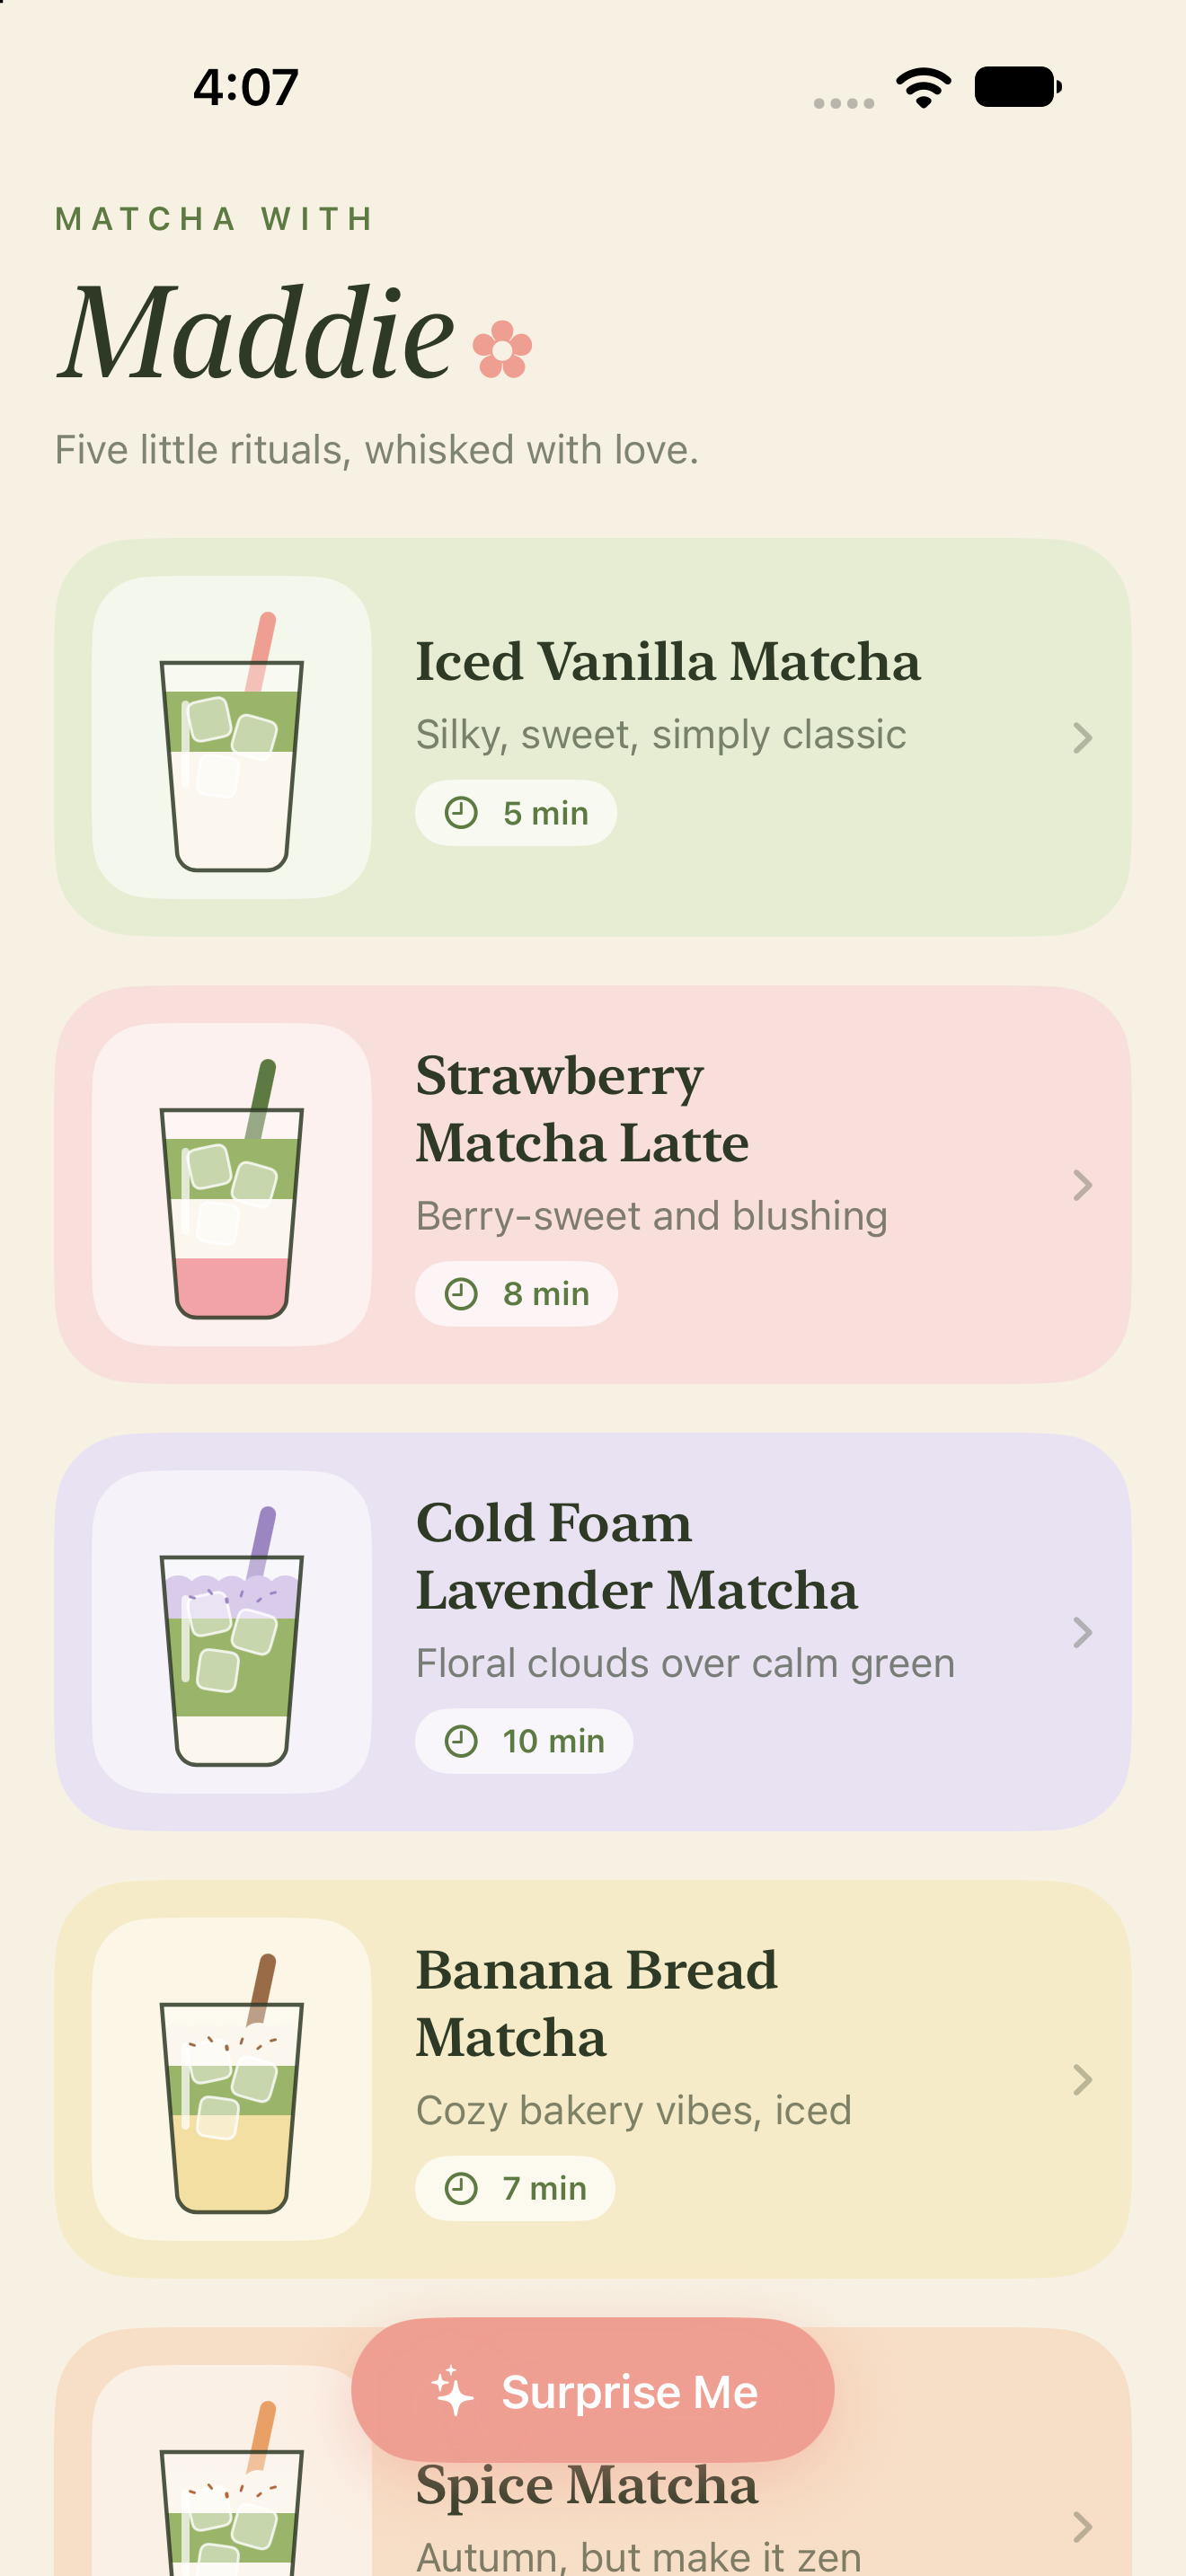 4:07
MATCHA WITH
Maddie
Five little rituals, whisked with love.
Iced Vanilla Matcha
Silky, sweet, simply classic
5 min
Strawberry
Matcha Latte
Berry-sweet and blushing
8 min
Cold Foam
Lavender Matcha
Floral clouds over calm green
10 min
Banana Bread
Matcha
Cozy bakery vibes, iced
7 min
Surprise Me
Spice Matcha
Autumn, but make it zen